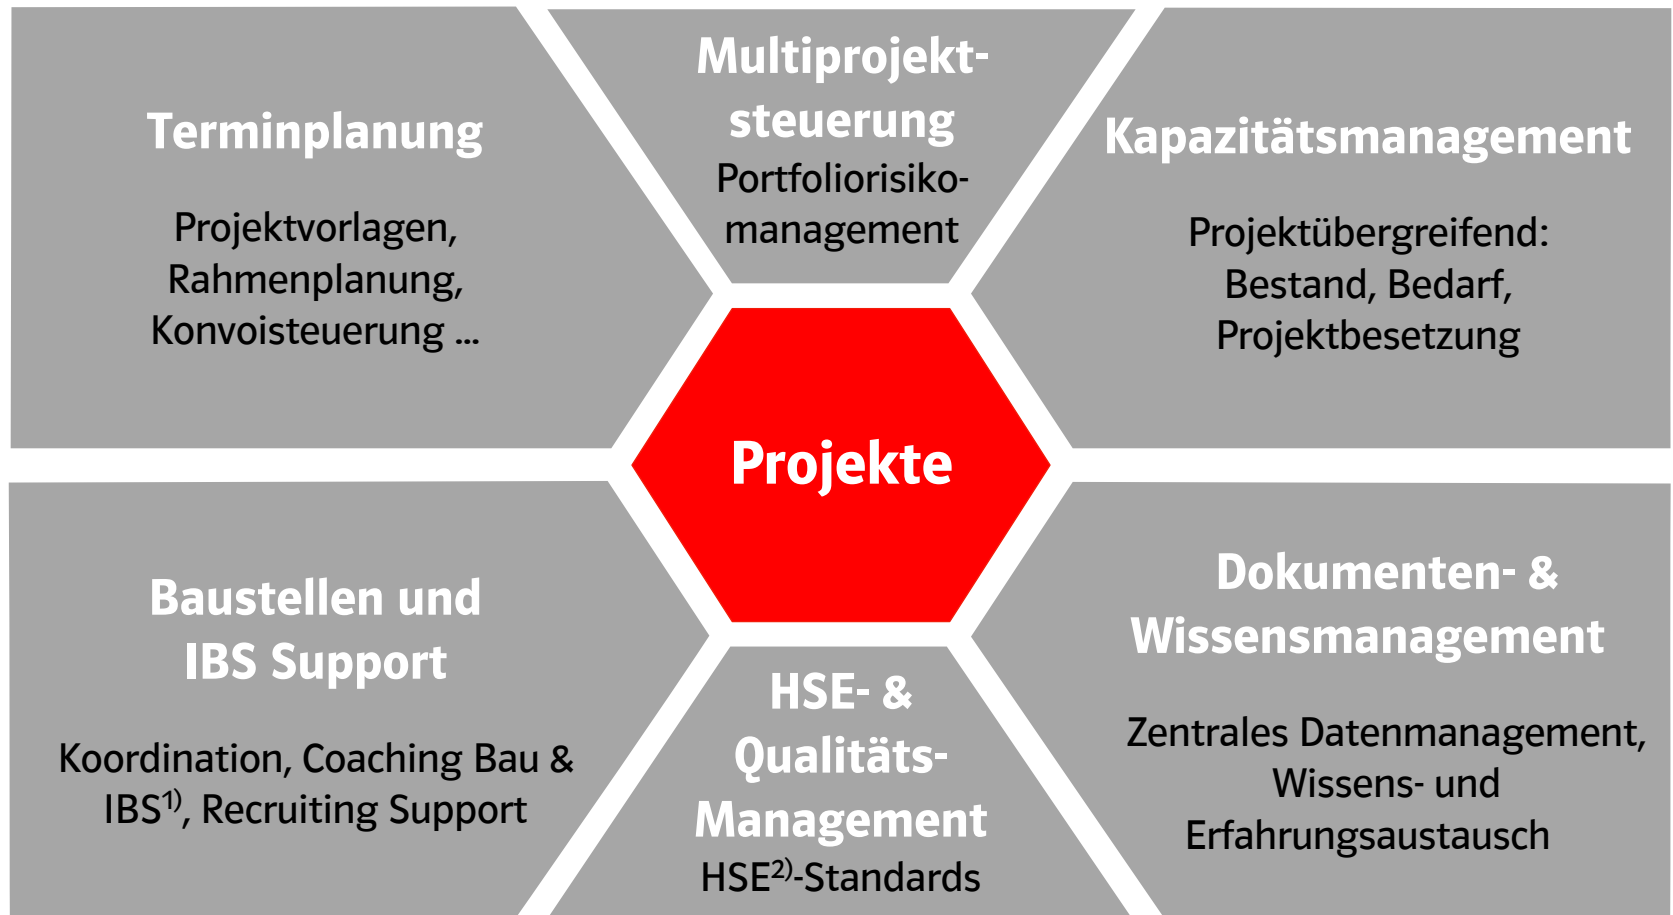 Terminplanung
Projektvorlagen,
Rahmenplanung,
Konvoisteuerung ...
Multiprojekt-
steuerung
Portfoliorisiko-
management
Kapazitätsmanagement
Projektübergreifend:
Bestand, Bedarf,
Projektbesetzung
Projekte
Baustellen und
IBS Support
Koordination, Coaching Bau &
IBS¹⁾, Recruiting Support
HSE- &
Qualitäts-
Management
HSE²⁾-Standards
Dokumenten- &
Wissensmanagement
Zentrales Datenmanagement,
Wissens- und
Erfahrungsaustausch